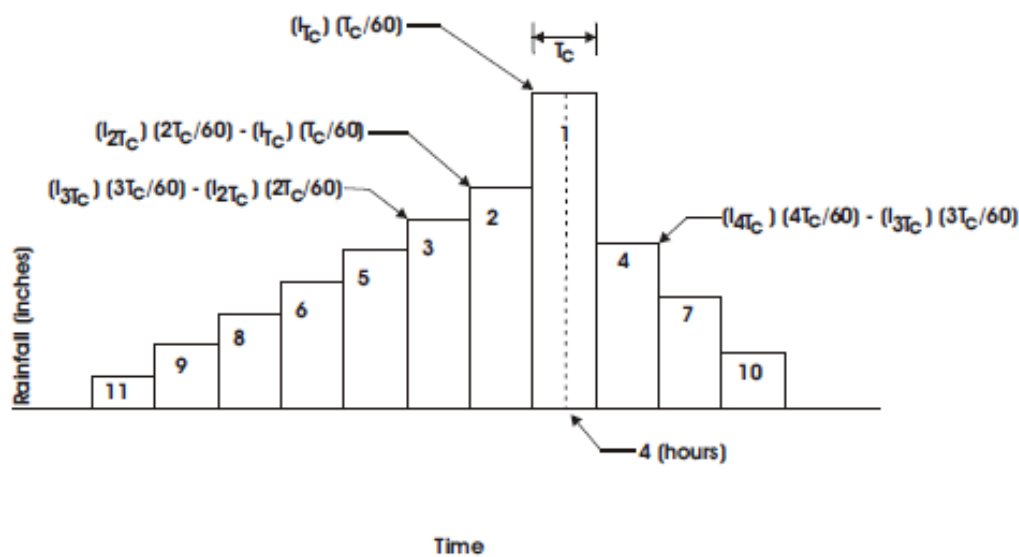 (I_Tc) (Tc/60)
Tc
(I_2Tc) (2Tc/60) - (I_Tc) (Tc/60)
(I_3Tc) (3Tc/60) - (I_2Tc) (2Tc/60)
(I_4Tc) (4Tc/60) - (I_3Tc) (3Tc/60)
Rainfall (inches)
11
9
8
6
5
3
2
1
4
7
10
4 (hours)
Time